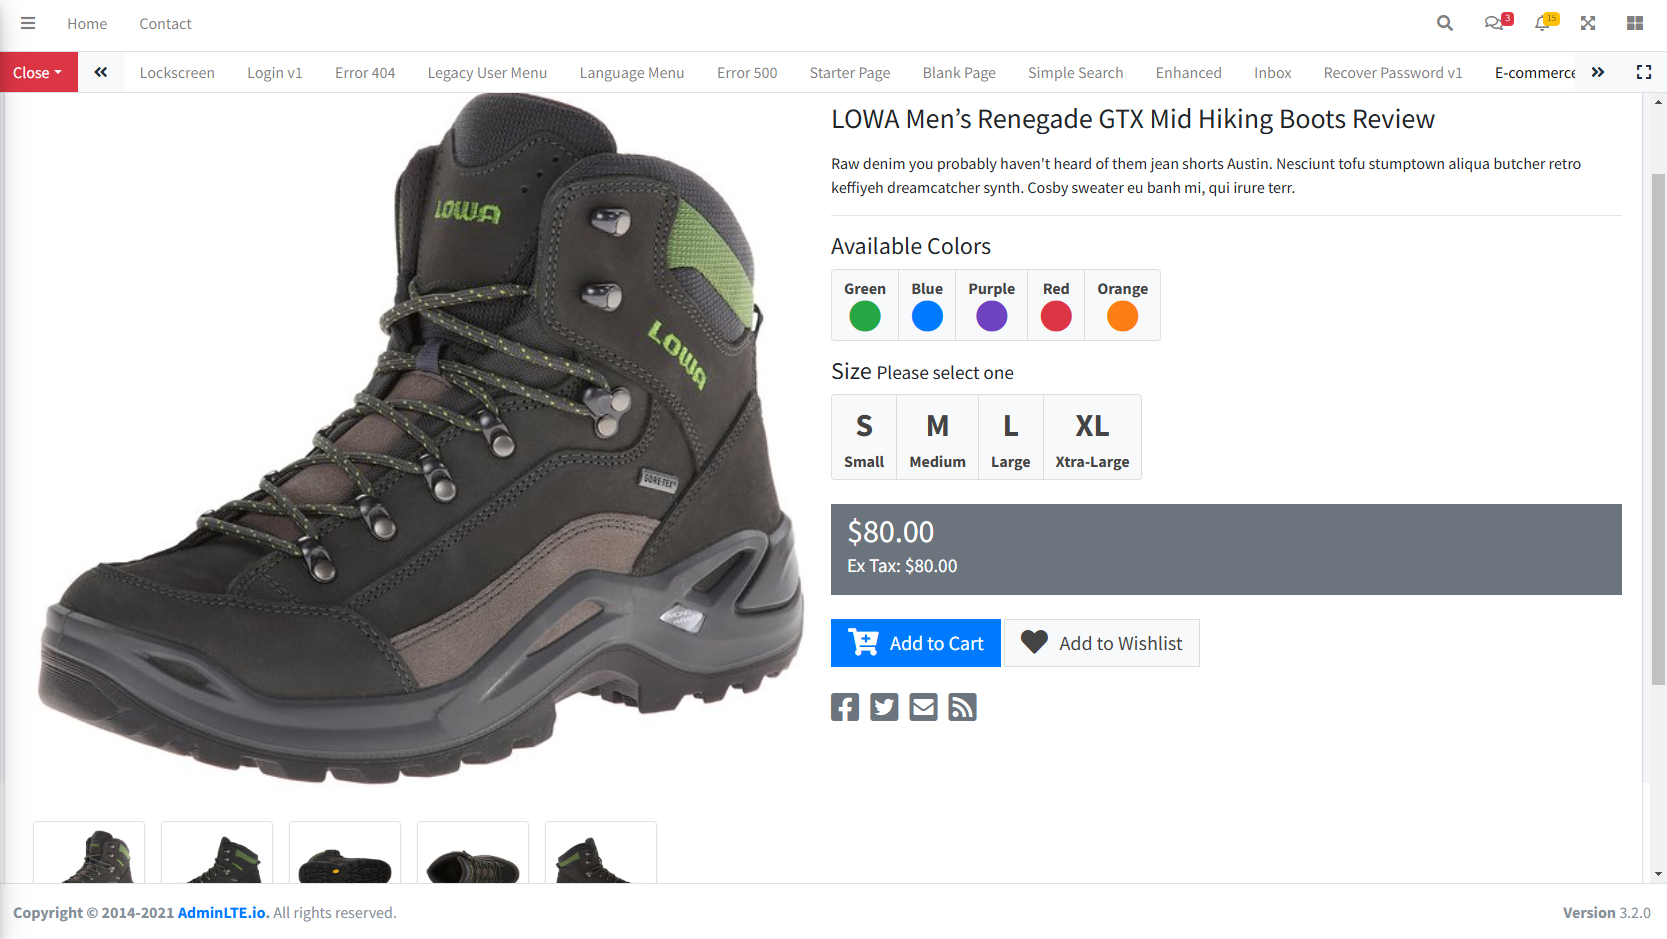 Home Contact 3 15
Close Lockscreen Login v1 Error 404 Legacy User Menu Language Menu Error 500 Starter Page Blank Page Simple Search Enhanced Inbox Recover Password v1 E-commerce
LOWA
LOWA
GORE-TEX
LOWA Men’s Renegade GTX Mid Hiking Boots Review
Raw denim you probably haven't heard of them jean shorts Austin. Nesciunt tofu stumptown aliqua butcher retro
keffiyeh dreamcatcher synth. Cosby sweater eu banh mi, qui irure terr.
Available Colors
Green Blue Purple Red Orange
Size Please select one
S M L XL
Small Medium Large Xtra-Large
$80.00
Ex Tax: $80.00
Add to Cart Add to Wishlist
Copyright © 2014-2021 AdminLTE.io. All rights reserved.
Version 3.2.0